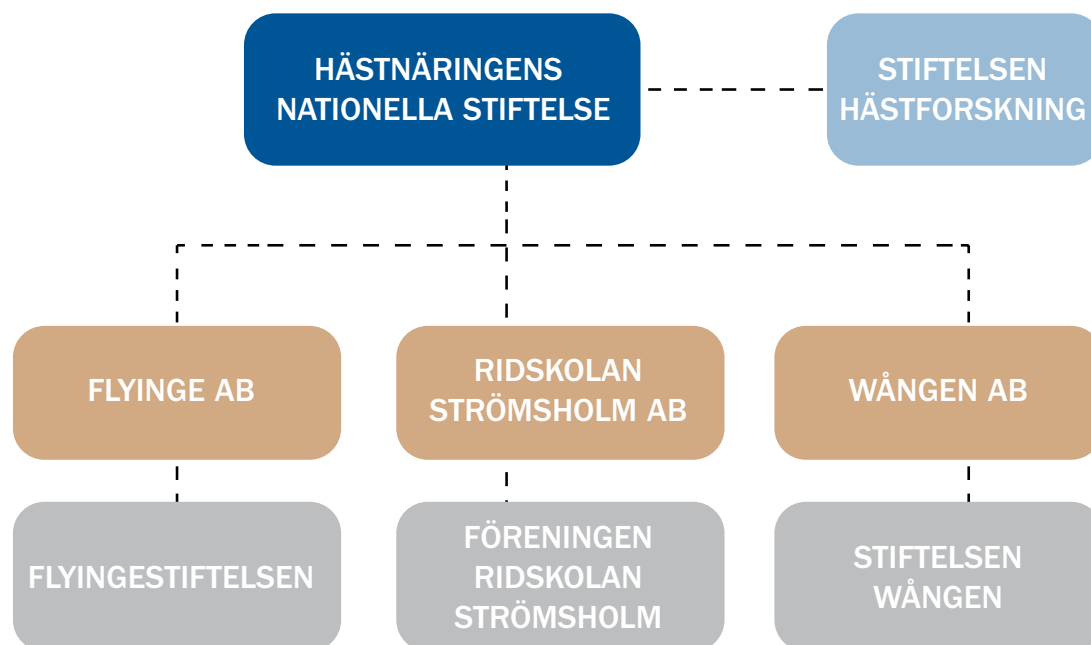 HÄSTNÄRINGENS
NATIONELLA STIFTELSE
STIFTELSEN
HÄSTFORSKNING
FLYINGE AB
RIDSKOLAN
STRÖMSHOLM AB
WÅNGEN AB
FLYINGESTIFTELSEN
FÖRENINGEN
RIDSKOLAN
STRÖMSHOLM
STIFTELSEN
WÅNGEN